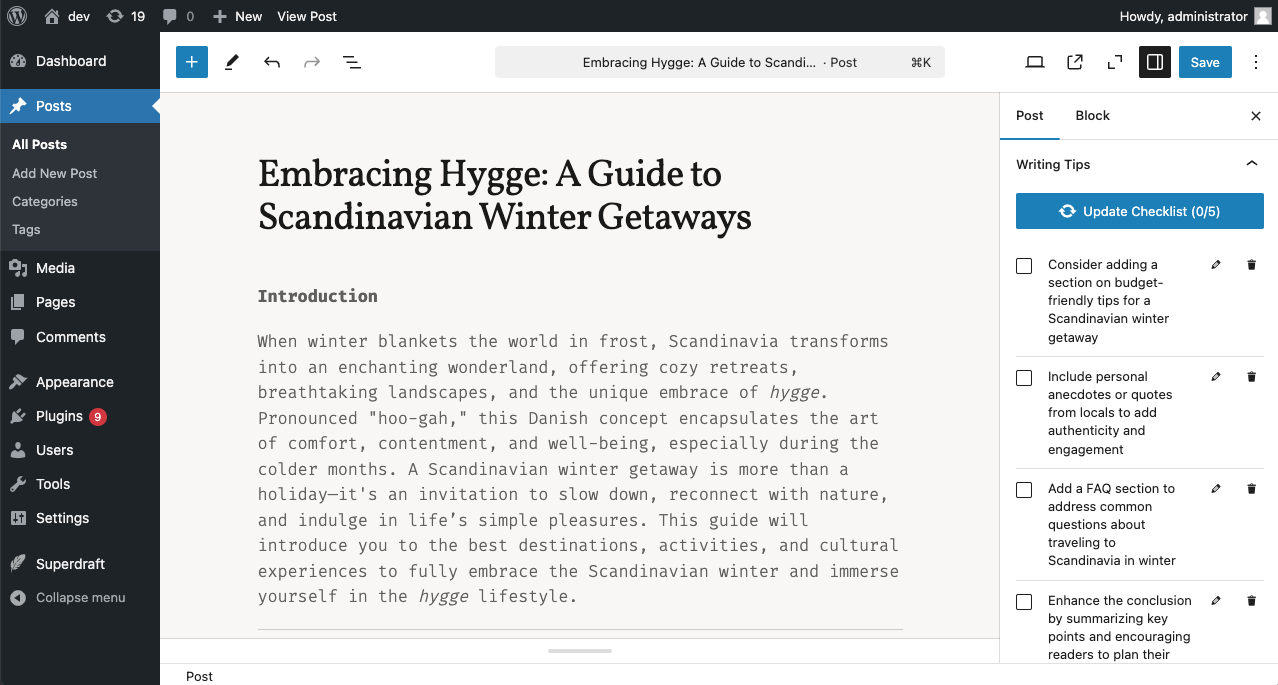 dev
19
0
New
View Post
Howdy, administrator
Dashboard
Posts
All Posts
Add New Post
Categories
Tags
Media
Pages
Comments
Appearance
Plugins 9
Users
Tools
Settings
Superdraft
Collapse menu
Embracing Hygge: A Guide to Scandi... · Post
⌘K
Save
Embracing Hygge: A Guide to
Scandinavian Winter Getaways
Introduction
When winter blankets the world in frost, Scandinavia transforms
into an enchanting wonderland, offering cozy retreats,
breathtaking landscapes, and the unique embrace of hygge.
Pronounced "hoo-gah," this Danish concept encapsulates the art
of comfort, contentment, and well-being, especially during the
colder months. A Scandinavian winter getaway is more than a
holiday—it's an invitation to slow down, reconnect with nature,
and indulge in life’s simple pleasures. This guide will
introduce you to the best destinations, activities, and cultural
experiences to fully embrace the Scandinavian winter and immerse
yourself in the hygge lifestyle.
Post
Block
Writing Tips
Update Checklist (0/5)
Consider adding a
section on budget-
friendly tips for a
Scandinavian winter
getaway
Include personal
anecdotes or quotes
from locals to add
authenticity and
engagement
Add a FAQ section to
address common
questions about
traveling to
Scandinavia in winter
Enhance the conclusion
by summarizing key
points and encouraging
readers to plan their
Post